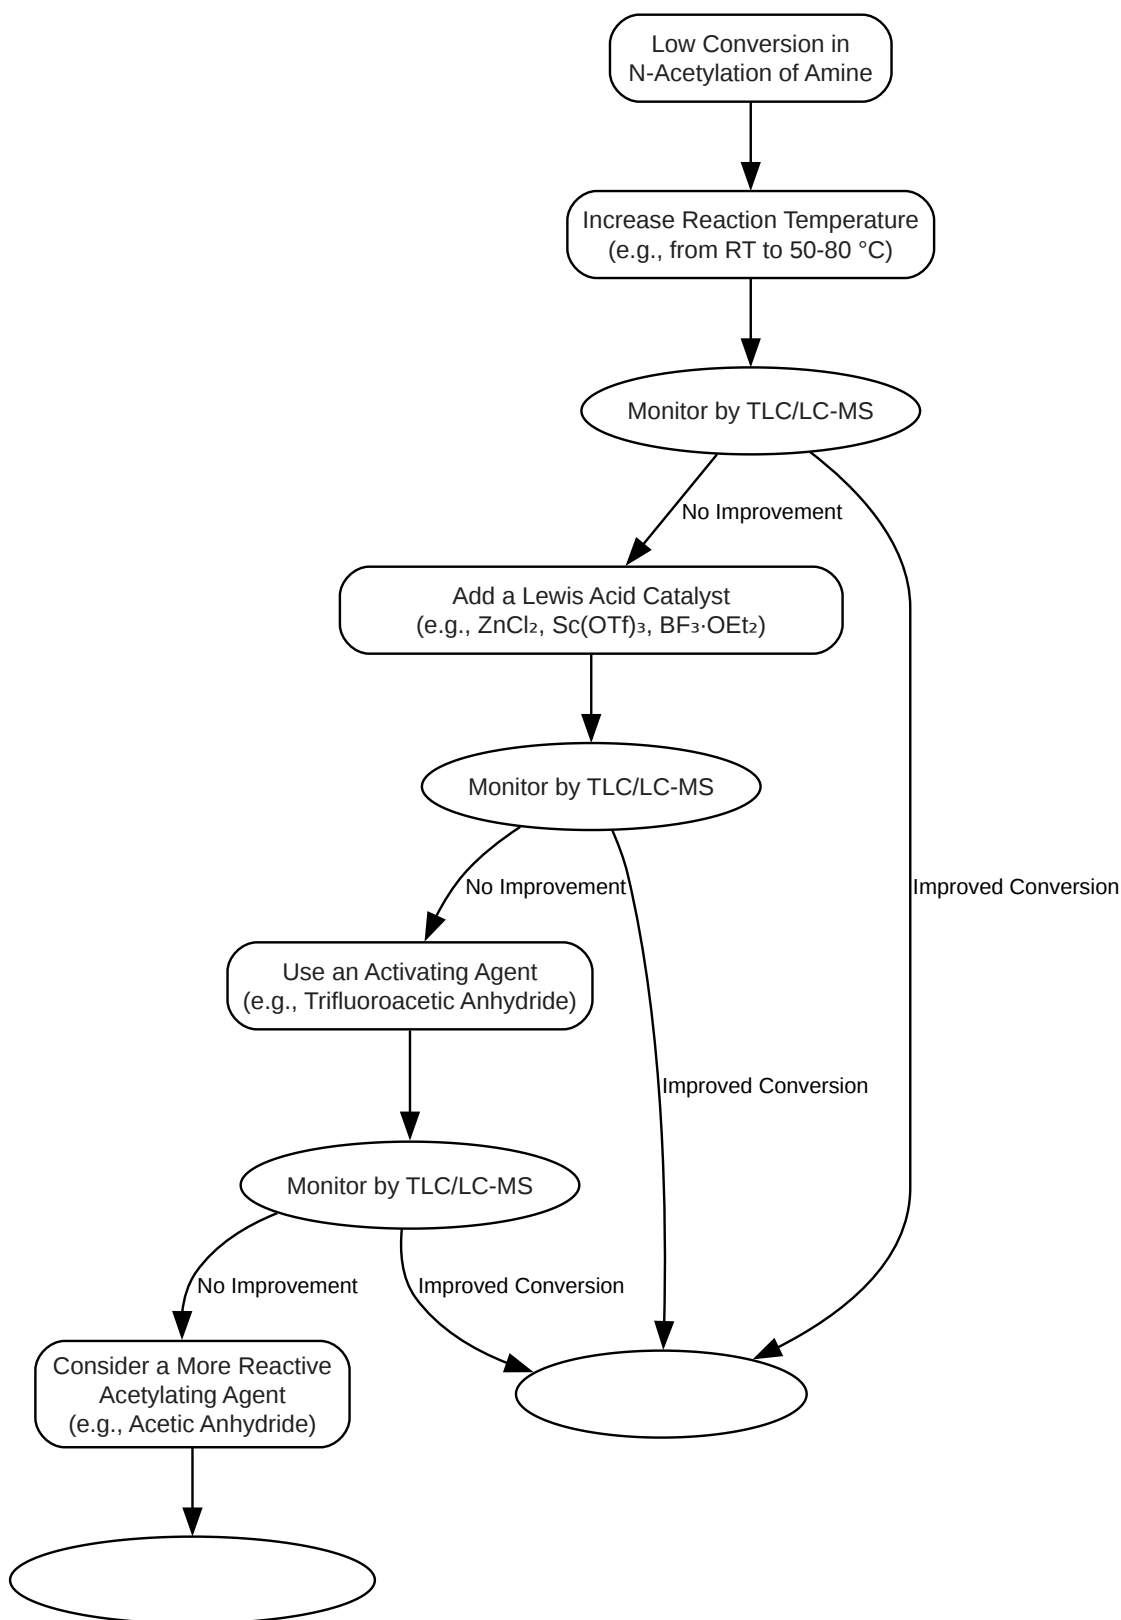 Low Conversion in
N-Acetylation of Amine
Increase Reaction Temperature
(e.g., from RT to 50-80 °C)
Monitor by TLC/LC-MS
No Improvement
Add a Lewis Acid Catalyst
(e.g., ZnCl₂, Sc(OTf)₃, BF₃·OEt₂)
Monitor by TLC/LC-MS
No Improvement
Improved Conversion
Use an Activating Agent
(e.g., Trifluoroacetic Anhydride)
Improved Conversion
Monitor by TLC/LC-MS
No Improvement
Improved Conversion
Consider a More Reactive
Acetylating Agent
(e.g., Acetic Anhydride)